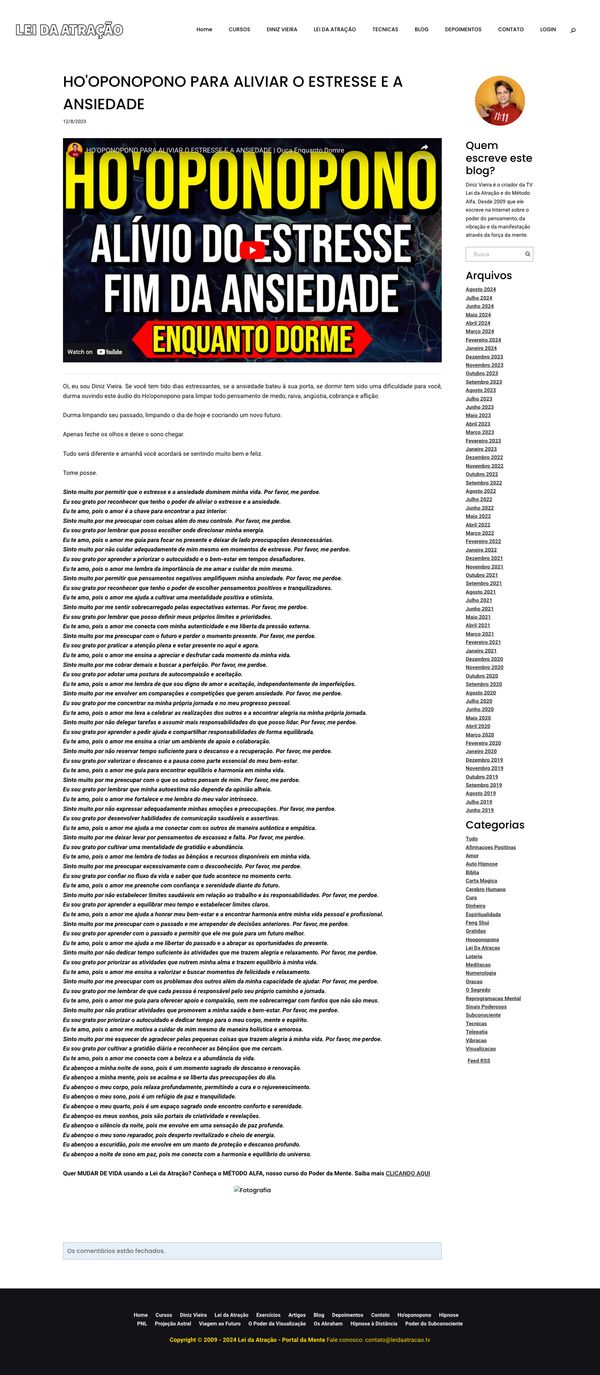 LEI DA ATRAÇÃO
Home CURSOS DINIZ VIEIRA LEI DA ATRAÇÃO TECNICAS BLOG DEPOIMENTOS CONTATO LOGIN
HO'OPONOPONO PARA ALIVIAR O ESTRESSE E A
ANSIEDADE
12/8/2023
HO'OPONOPONO PARA ALIVIAR O ESTRESSE E A ANSIEDADE | Ouça Enquanto Dorme
HO'OPONOPONO
ALÍVIO DO ESTRESSE
FIM DA ANSIEDADE
ENQUANTO DORME
Watch on YouTube
Oi, eu sou Diniz Vieira. Se você tem tido dias estressantes, se a ansiedade bateu à sua porta, se dormir tem sido uma dificuldade para você,
durma ouvindo este áudio do Ho'oponopono para limpar todo pensamento de medo, raiva, angústia, cobrança e aflição.
Durma limpando seu passado, limpando o dia de hoje e cocriando um novo futuro.
Apenas feche os olhos e deixe o sono chegar.
Tudo será diferente e amanhã você acordará se sentindo muito bem e feliz.
Tome posse.
Sinto muito por permitir que o estresse e a ansiedade dominem minha vida. Por favor, me perdoe.
Eu sou grato por reconhecer que tenho o poder de aliviar o estresse e a ansiedade.
Eu te amo, pois o amor é a chave para encontrar a paz interior.
Sinto muito por me preocupar com coisas além do meu controle. Por favor, me perdoe.
Eu sou grato por lembrar que posso escolher onde direcionar minha energia.
Eu te amo, pois o amor me guia para focar no presente e deixar de lado preocupações desnecessárias.
Sinto muito por não cuidar adequadamente de mim mesmo em momentos de estresse. Por favor, me perdoe.
Eu sou grato por aprender a priorizar o autocuidado e o bem-estar em tempos desafiadores.
Eu te amo, pois o amor me lembra da importância de me amar e cuidar de mim mesmo.
Sinto muito por permitir que pensamentos negativos amplifiquem minha ansiedade. Por favor, me perdoe.
Eu sou grato por reconhecer que tenho o poder de escolher pensamentos positivos e tranquilizadores.
Eu te amo, pois o amor me ajuda a cultivar uma mentalidade positiva e otimista.
Sinto muito por me sentir sobrecarregado pelas expectativas externas. Por favor, me perdoe.
Eu sou grato por lembrar que posso definir meus próprios limites e prioridades.
Eu te amo, pois o amor me conecta com minha autenticidade e me liberta da pressão externa.
Sinto muito por me preocupar com o futuro e perder o momento presente. Por favor, me perdoe.
Eu sou grato por praticar a atenção plena e estar presente no aqui e agora.
Eu te amo, pois o amor me ensina a apreciar e desfrutar cada momento da minha vida.
Sinto muito por me cobrar demais e buscar a perfeição. Por favor, me perdoe.
Eu sou grato por adotar uma postura de autocompaixão e aceitação.
Eu te amo, pois o amor me lembra de que sou digno de amor e aceitação, independentemente de imperfeições.
Sinto muito por me envolver em comparações e competições que geram ansiedade. Por favor, me perdoe.
Eu sou grato por me concentrar na minha própria jornada e no meu progresso pessoal.
Eu te amo, pois o amor me leva a celebrar as realizações dos outros e a encontrar alegria na minha própria jornada.
Sinto muito por não delegar tarefas e assumir mais responsabilidades do que posso lidar. Por favor, me perdoe.
Eu sou grato por aprender a pedir ajuda e compartilhar responsabilidades de forma equilibrada.
Eu te amo, pois o amor me ensina a criar um ambiente de apoio e colaboração.
Sinto muito por não reservar tempo suficiente para o descanso e a recuperação. Por favor, me perdoe.
Eu sou grato por valorizar o descanso e a pausa como parte essencial do meu bem-estar.
Eu te amo, pois o amor me guia para encontrar equilíbrio e harmonia em minha vida.
Sinto muito por me preocupar com o que os outros pensam de mim. Por favor, me perdoe.
Eu sou grato por lembrar que minha autoestima não depende da opinião alheia.
Eu te amo, pois o amor me fortalece e me lembra do meu valor intrínseco.
Sinto muito por não expressar adequadamente minhas emoções e preocupações. Por favor, me perdoe.
Eu sou grato por desenvolver habilidades de comunicação saudáveis e assertivas.
Eu te amo, pois o amor me ajuda a me conectar com os outros de maneira autêntica e empática.
Sinto muito por me deixar levar por pensamentos de escassez e falta. Por favor, me perdoe.
Eu sou grato por cultivar uma mentalidade de gratidão e abundância.
Eu te amo, pois o amor me lembra de todas as bênçãos e recursos disponíveis em minha vida.
Sinto muito por me preocupar excessivamente com o desconhecido. Por favor, me perdoe.
Eu sou grato por confiar no fluxo da vida e saber que tudo acontece no momento certo.
Eu te amo, pois o amor me preenche com confiança e serenidade diante do futuro.
Sinto muito por não estabelecer limites saudáveis em relação ao trabalho e às responsabilidades. Por favor, me perdoe.
Eu sou grato por aprender a equilibrar meu tempo e estabelecer limites claros.
Eu te amo, pois o amor me ajuda a honrar meu bem-estar e a encontrar harmonia entre minha vida pessoal e profissional.
Sinto muito por me preocupar com o passado e me arrepender de decisões anteriores. Por favor, me perdoe.
Eu sou grato por aprender com o passado e permitir que ele me guie para um futuro melhor.
Eu te amo, pois o amor me ajuda a me libertar do passado e a abraçar as oportunidades do presente.
Sinto muito por não dedicar tempo suficiente às atividades que me trazem alegria e relaxamento. Por favor, me perdoe.
Eu sou grato por priorizar as atividades que nutrem minha alma e trazem equilíbrio à minha vida.
Eu te amo, pois o amor me ensina a valorizar e buscar momentos de felicidade e relaxamento.
Sinto muito por me preocupar com os problemas dos outros além da minha capacidade de ajudar. Por favor, me perdoe.
Eu sou grato por me lembrar de que cada pessoa é responsável pelo seu próprio caminho e jornada.
Eu te amo, pois o amor me guia para oferecer apoio e compaixão, sem me sobrecarregar com fardos que não são meus.
Sinto muito por não praticar atividades que promovem a minha saúde e bem-estar. Por favor, me perdoe.
Eu sou grato por priorizar o autocuidado e dedicar tempo para o meu corpo, mente e espírito.
Eu te amo, pois o amor me motiva a cuidar de mim mesmo de maneira holística e amorosa.
Sinto muito por me esquecer de agradecer pelas pequenas coisas que trazem alegria à minha vida. Por favor, me perdoe.
Eu sou grato por cultivar a gratidão diária e reconhecer as bênçãos que me cercam.
Eu te amo, pois o amor me conecta com a beleza e a abundância da vida.
Eu abençoo a minha noite de sono, pois é um momento sagrado de descanso e renovação.
Eu abençoo a minha mente, pois se acalma e se liberta das preocupações do dia.
Eu abençoo o meu corpo, pois relaxa profundamente, permitindo a cura e o rejuvenescimento.
Eu abençoo o meu sono, pois é um refúgio de paz e tranquilidade.
Eu abençoo o meu quarto, pois é um espaço sagrado onde encontro conforto e serenidade.
Eu abençoo os meus sonhos, pois são portais de criatividade e revelações.
Eu abençoo o silêncio da noite, pois me envolve em uma sensação de paz profunda.
Eu abençoo o meu sono reparador, pois desperto revitalizado e cheio de energia.
Eu abençoo a escuridão, pois me envolve em um manto de proteção e descanso profundo.
Eu abençoo a noite de sono em paz, pois me conecta com a harmonia e equilíbrio do universo.
Quer MUDAR DE VIDA usando a Lei da Atração? Conheça o MÉTODO ALFA, nosso curso do Poder da Mente. Saiba mais CLICANDO AQUI
Fotografia
Os comentários estão fechados.
11:11
Quem
escreve este
blog?
Diniz Vieira é o criador da TV
Lei da Atração e do Método
Alfa. Desde 2009 que ele
escreve na Internet sobre o
poder do pensamento, da
vibração e da manifestação
através da força da mente.
Busca
Arquivos
Agosto 2024
Julho 2024
Junho 2024
Maio 2024
Abril 2024
Março 2024
Fevereiro 2024
Janeiro 2024
Dezembro 2023
Novembro 2023
Outubro 2023
Setembro 2023
Agosto 2023
Julho 2023
Junho 2023
Maio 2023
Abril 2023
Março 2023
Fevereiro 2023
Janeiro 2023
Dezembro 2022
Novembro 2022
Outubro 2022
Setembro 2022
Agosto 2022
Julho 2022
Junho 2022
Maio 2022
Abril 2022
Março 2022
Fevereiro 2022
Janeiro 2022
Dezembro 2021
Novembro 2021
Outubro 2021
Setembro 2021
Agosto 2021
Julho 2021
Junho 2021
Maio 2021
Abril 2021
Março 2021
Fevereiro 2021
Janeiro 2021
Dezembro 2020
Novembro 2020
Outubro 2020
Setembro 2020
Agosto 2020
Julho 2020
Junho 2020
Maio 2020
Abril 2020
Março 2020
Fevereiro 2020
Janeiro 2020
Dezembro 2019
Novembro 2019
Outubro 2019
Setembro 2019
Agosto 2019
Julho 2019
Junho 2019
Categorias
Tudo
Afirmacoes Positivas
Amor
Auto Hipnose
Bíblia
Carta Magica
Cerebro Humano
Cura
Dinheiro
Espiritualidade
Feng Shui
Gratidao
Hooponopono
Lei Da Atracao
Loteria
Meditacao
Numerologia
Oracao
O Segredo
Reprogramacao Mental
Sinais Poderosos
Subconsciente
Tecnicas
Telepatia
Vibracao
Visualizacao
Feed RSS
Home Cursos Diniz Vieira Lei da Atração Exercícios Artigos Blog Depoimentos Contato Ho'oponopono Hipnose
PNL Projeção Astral Viagem ao Futuro O Poder da Visualização Os Abraham Hipnose à Distância Poder do Subconsciente
Copyright © 2009 - 2024 Lei da Atração - Portal da Mente Fale conosco: contato@leidaatracao.tv